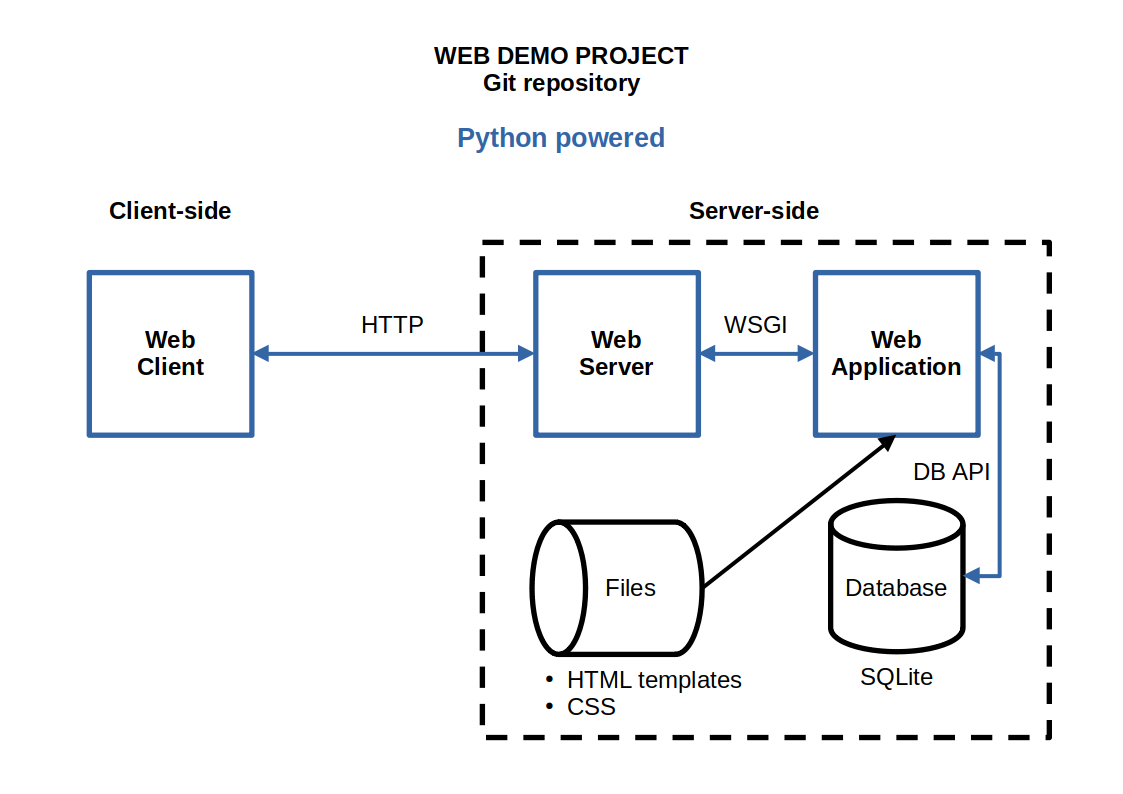 WEB DEMO PROJECT
Git repository
Python powered
Client-side
Server-side
Web
Client
HTTP
Web
Server
WSGI
Web
Application
DB API
Files
Database
• HTML templates
• CSS
SQLite